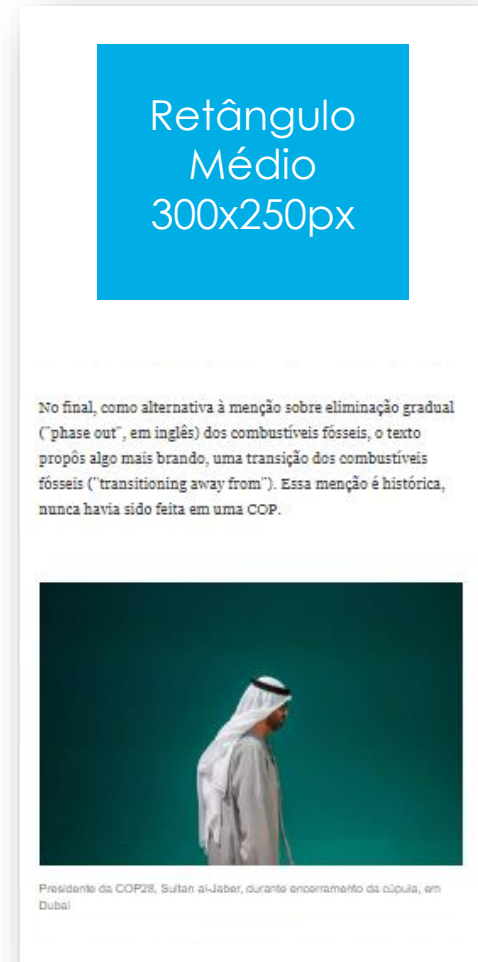 Retângulo
Médio
300x250px
No final, como alternativa à menção sobre eliminação gradual
("phase out", em inglês) dos combustíveis fósseis, o texto
propôs algo mais brando, uma transição dos combustíveis
fósseis ("transitioning away from"). Essa menção é histórica,
nunca havia sido feita em uma COP.
Presidente da COP28, Sultan al-Jaber, durante encerramento da cúpula, em
Dubai